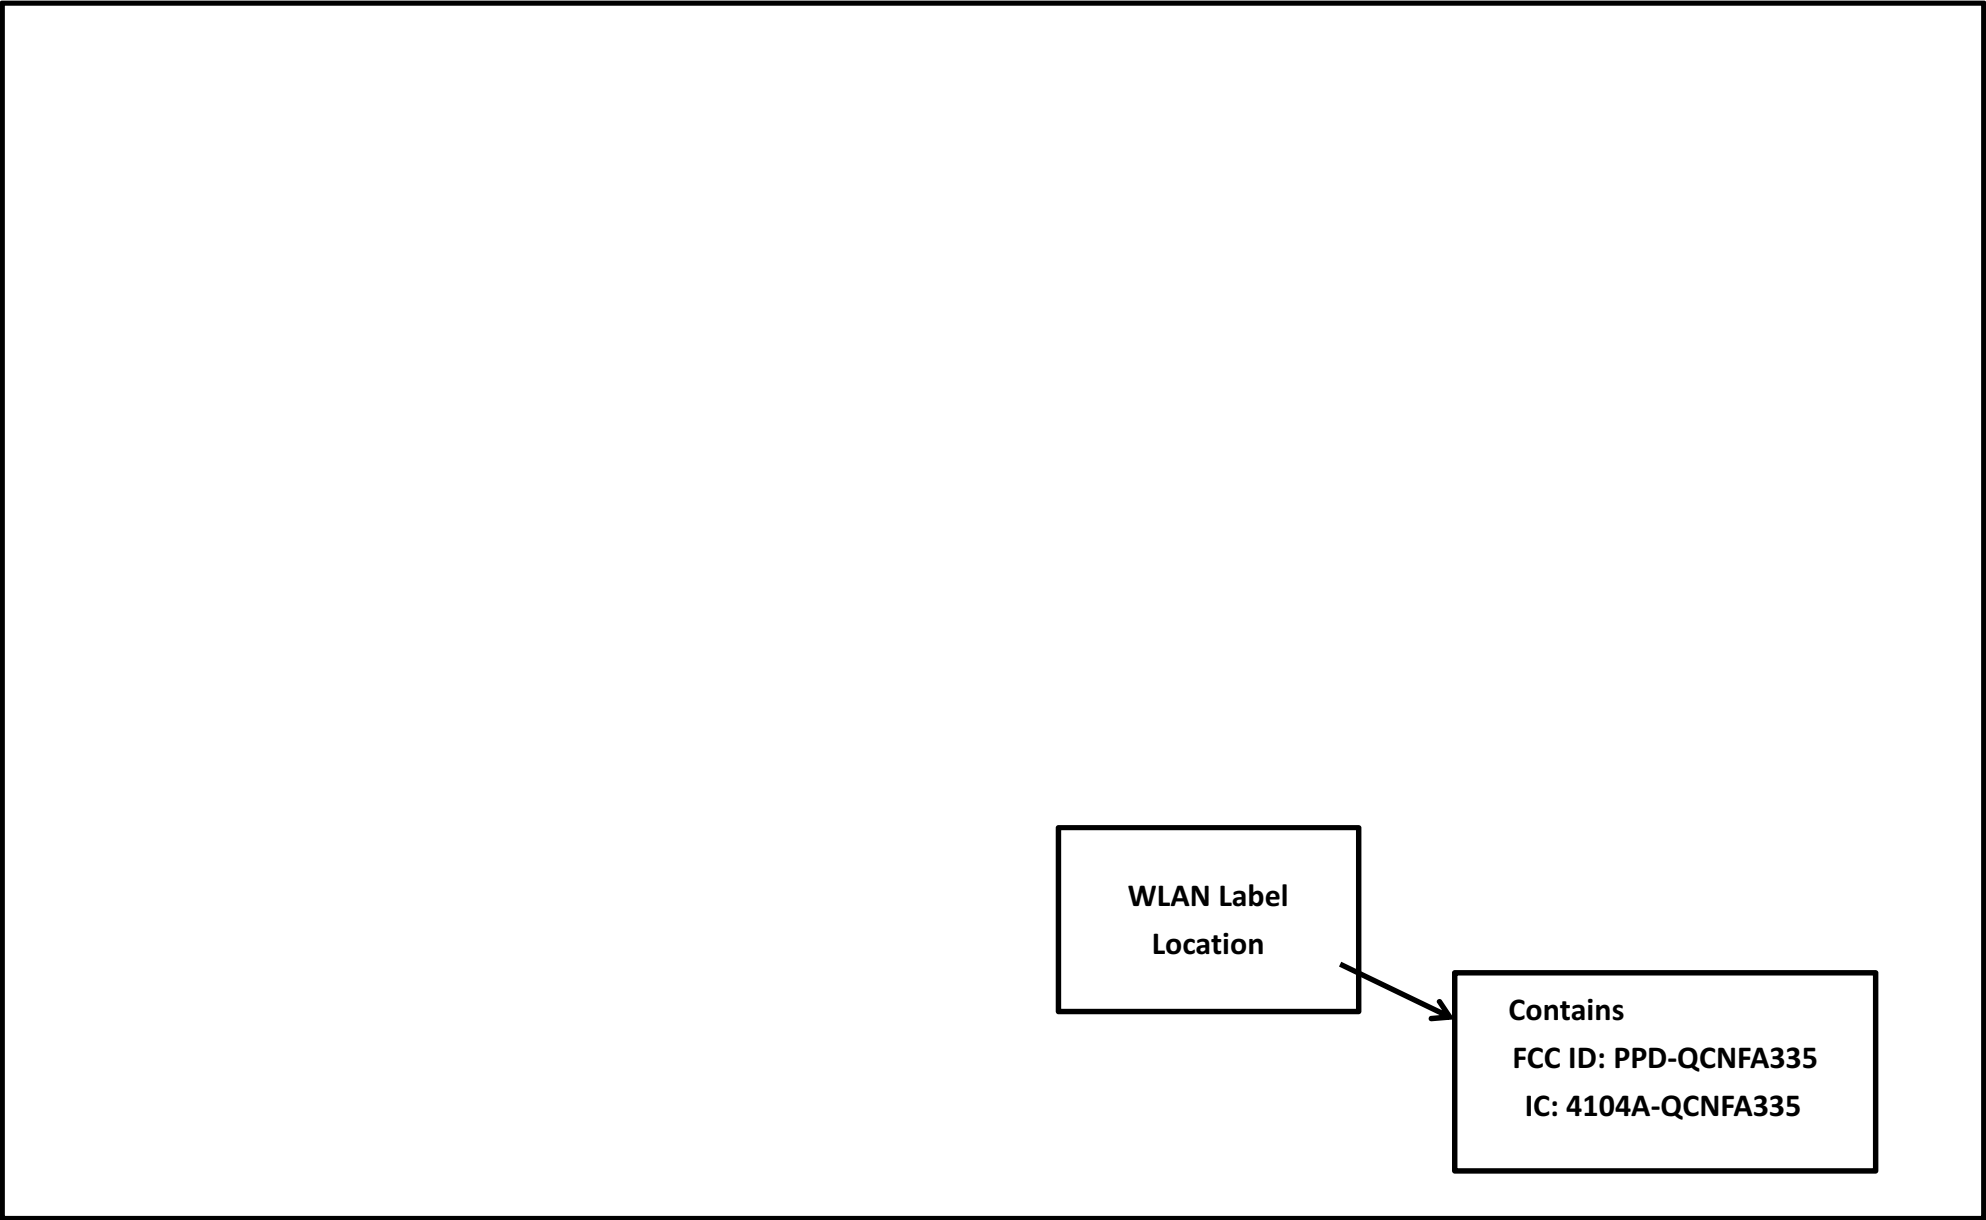 WLAN Label
Location
Contains
FCC ID: PPD-QCNFA335
IC: 4104A-QCNFA335